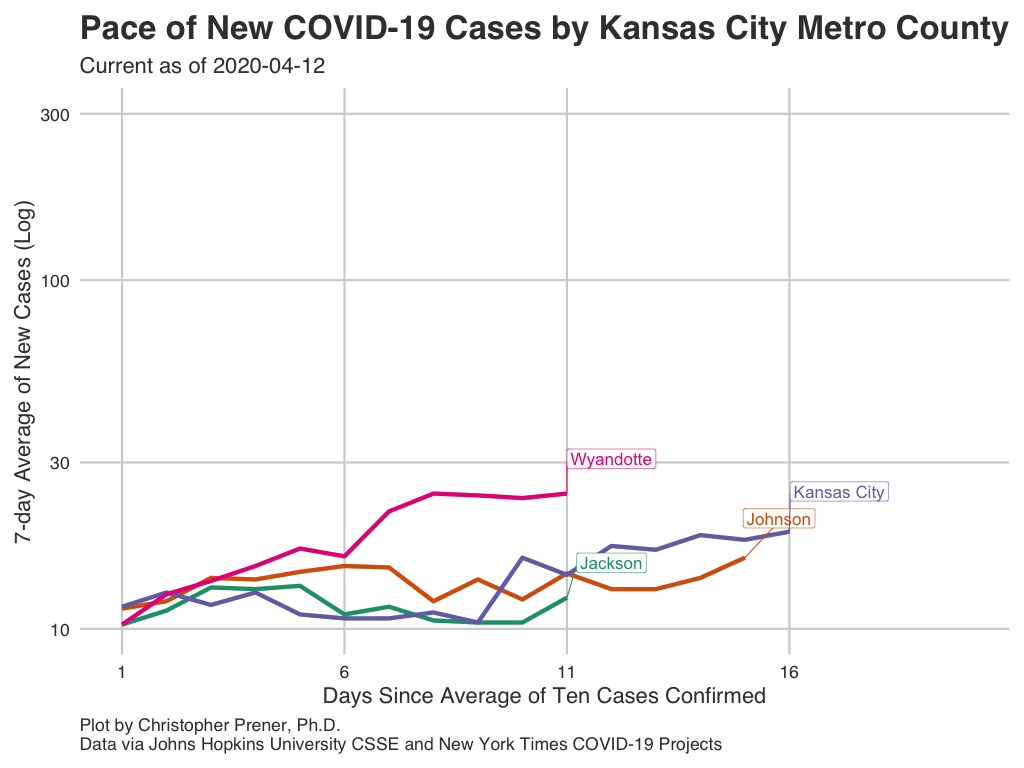 Pace of New COVID-19 Cases by Kansas City Metro County
Current as of 2020-04-12
7-day Average of New Cases (Log)
300
100
30
10
Wyandotte
Kansas City
Johnson
Jackson
1
6
11
16
Days Since Average of Ten Cases Confirmed
Plot by Christopher Prener, Ph.D.
Data via Johns Hopkins University CSSE and New York Times COVID-19 Projects